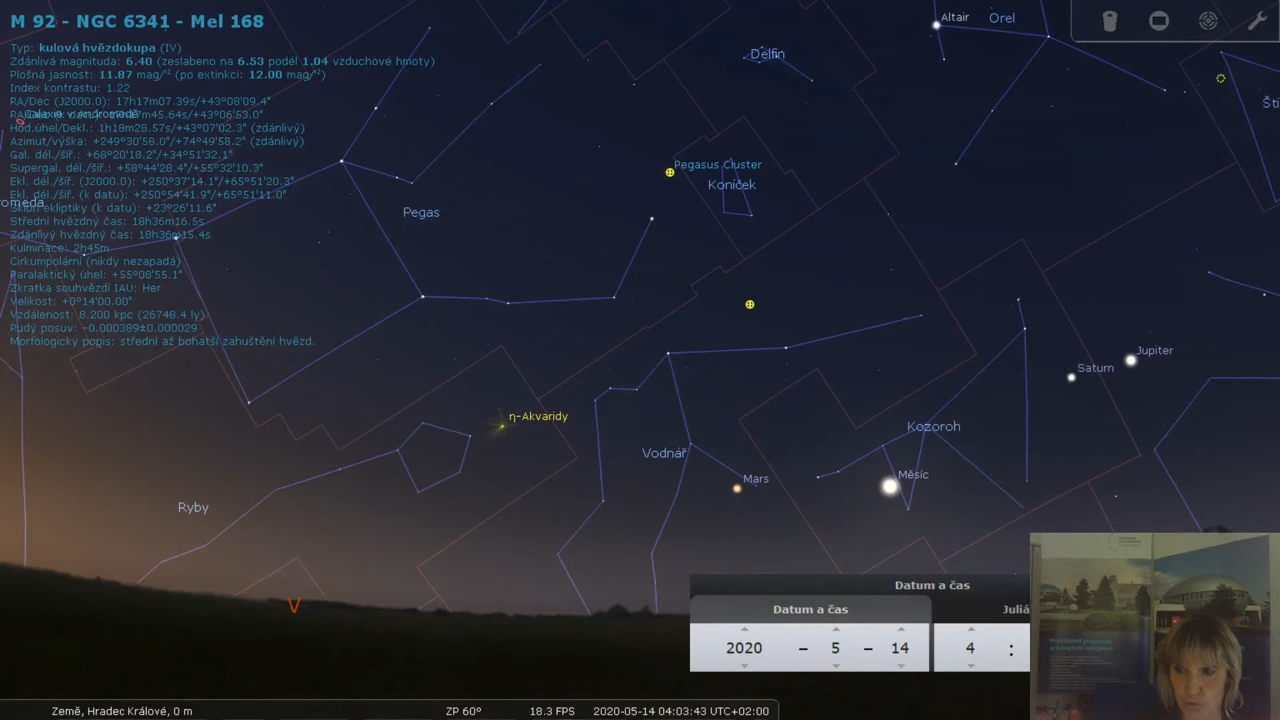 M 92 - NGC 6341 - Mel 168
Typ: kulová hvězdokupa (IV)
Zdánlivá magnituda: 6.40 (zeslabeno na 6.53 podél 1.04 vzduchové hmoty)
Plošná jasnost: 11.87 mag/"² (po extinkci: 12.00 mag/"²)
Index kontrastu: 1.22
RA/Dec (J2000.0): 17h17m07.39s/+43°08'09.4"
Galaxie v Andromedě
Hod.úhel/Dekl.: 1h18m28.57s/+43°07'02.3" (zdánlivý)
Azimut/výška: +249°30'58.0"/+74°49'58.2" (zdánlivý)
Gal. dél./šíř.: +68°20'18.2"/+34°51'32.1"
Supergal. dél./šíř.: +58°44'28.4"/+55°32'10.3"
Ekl. dél./šíř. (J2000.0): +250°37'14.1"/+65°51'20.3"
Ekl. dél./šíř. (k datu): +250°54'41.9"/+65°51'11.0"
Sklon ekliptiky (k datu): +23°26'11.6"
Střední hvězdný čas: 18h36m16.5s
Zdánlivý hvězdný čas: 18h36m15.4s
Kulminace: 2h45m
Cirkumpolární (nikdy nezapadá)
Paralaktický úhel: +55°08'55.1"
Zkratka souhvězdí IAU: Her
Velikost: +0°14'00.00"
Vzdálenost: 8.200 kpc (26748.4 ly)
Rudý posuv: -0.000389±0.000029
Morfologický popis: střední až bohatší zahuštění hvězd.
Altair
Orel
Delfín
Ští
Pegasus Cluster
Koníček
Pegas
romeda
Jupiter
Saturn
η-Akvaridy
Kozoroh
Vodnář
Měsíc
Mars
Ryby
V
Datum a čas
Datum a čas
Juliá
2020 - 5 - 14 4 :
Země, Hradec Králové, 0 m
ZP 60°
18.3 FPS
2020-05-14 04:03:43 UTC+02:00